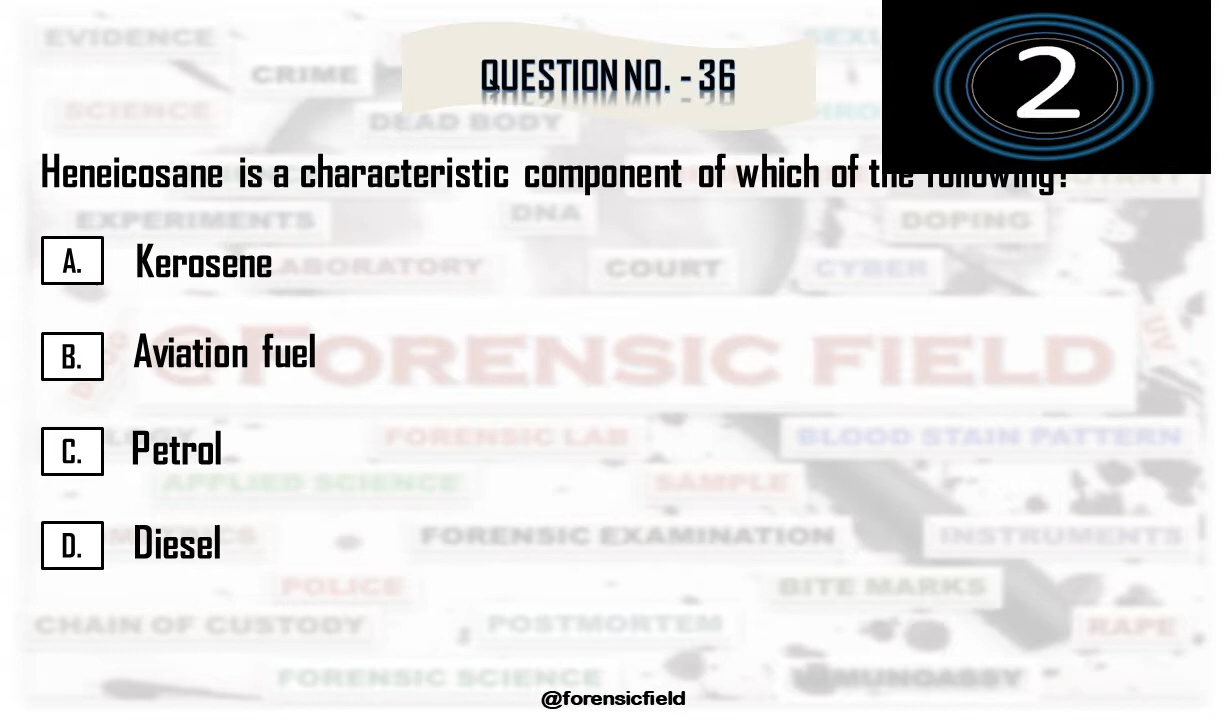 EVIDENCE
CRIME
QUESTION NO. - 36
2
SCIENCE
DEAD BODY
Heneicosane is a characteristic component of which of the following?
EXPERIMENTS
DNA
DOPING
A. Kerosene
LABORATORY
COURT
CYBER
B. Aviation fuel
@FORENSIC FIELD
C. Petrol
FORENSIC LAB
BLOOD STAIN PATTERN
APPLIED SCIENCE
SAMPLE
D. Diesel
FORENSIC EXAMINATION
INSTRUMENTS
POLICE
BITE MARKS
CHAIN OF CUSTODY
POSTMORTEM
RAPE
FORENSIC SCIENCE
@forensicfield